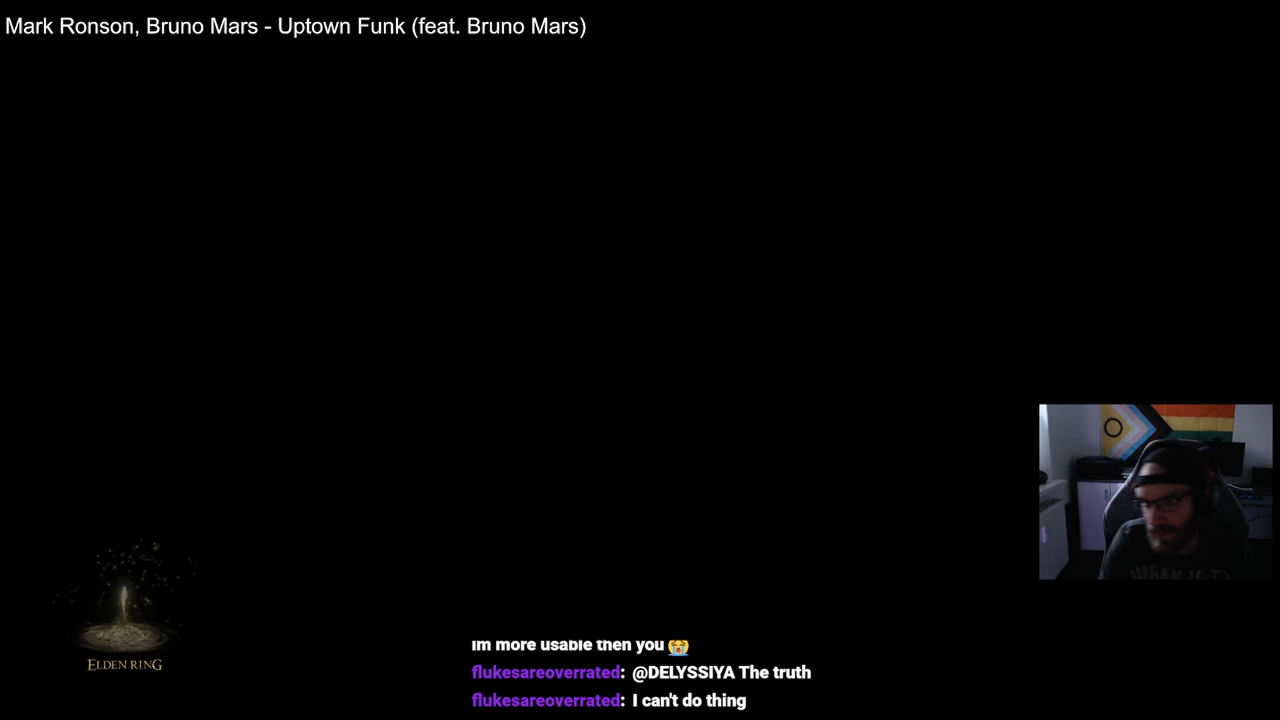 Mark Ronson, Bruno Mars - Uptown Funk (feat. Bruno Mars)
im more usable then you 😭
flukesareoverrated: @DELYSSIYA The truth
flukesareoverrated: I can't do thing
ELDEN RING